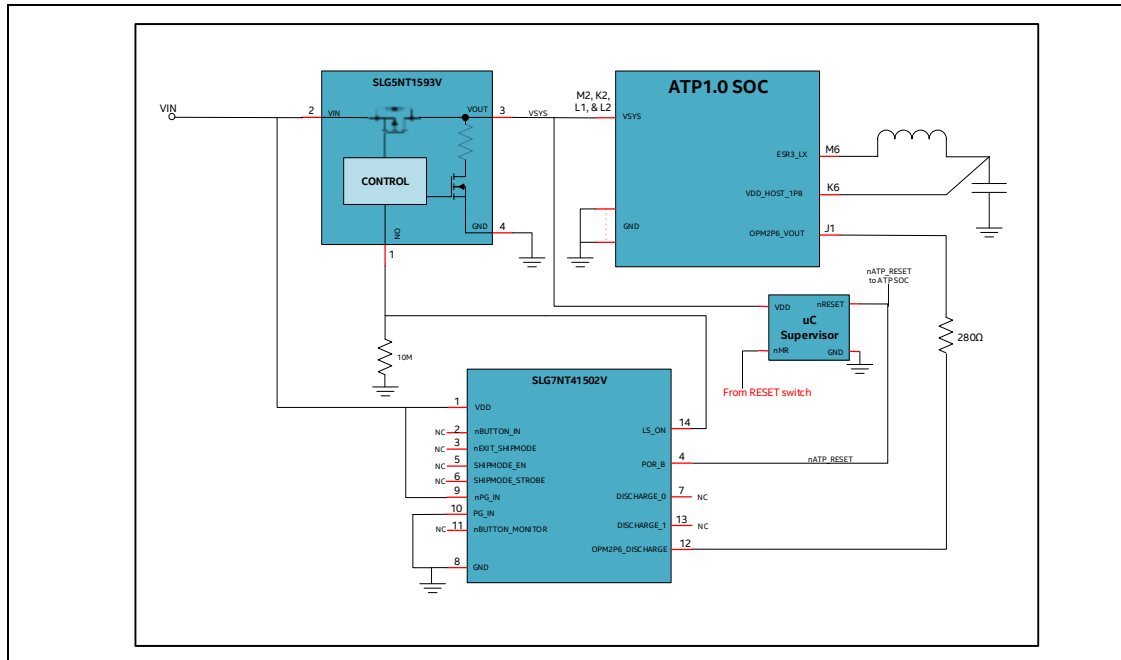 SLG5NT1593V
VIN
2
VIN
VOUT
3
VSYS
CONTROL
ON
GND
4
1
ATP1.0 SOC
M2, K2,
L1, & L2
VSYS
ESR3_LX
M6
VDD_HOST_1P8
K6
GND
OPM2P6_VOUT
J1
nATP_RESET
to ATP SOC
VDD
nRESET
uC
Supervisor
nMR
GND
280Ω
From RESET switch
10M
SLG7NT41502V
1
VDD
NC
2
nBUTTON_IN
NC
3
nEXIT_SHIPMODE
NC
5
SHIPMODE_EN
NC
6
SHIPMODE_STROBE
9
nPG_IN
10
PG_IN
NC
11
nBUTTON_MONITOR
8
GND
LS_ON
14
POR_B
4
nATP_RESET
DISCHARGE_0
7
NC
DISCHARGE_1
13
NC
OPM2P6_DISCHARGE
12